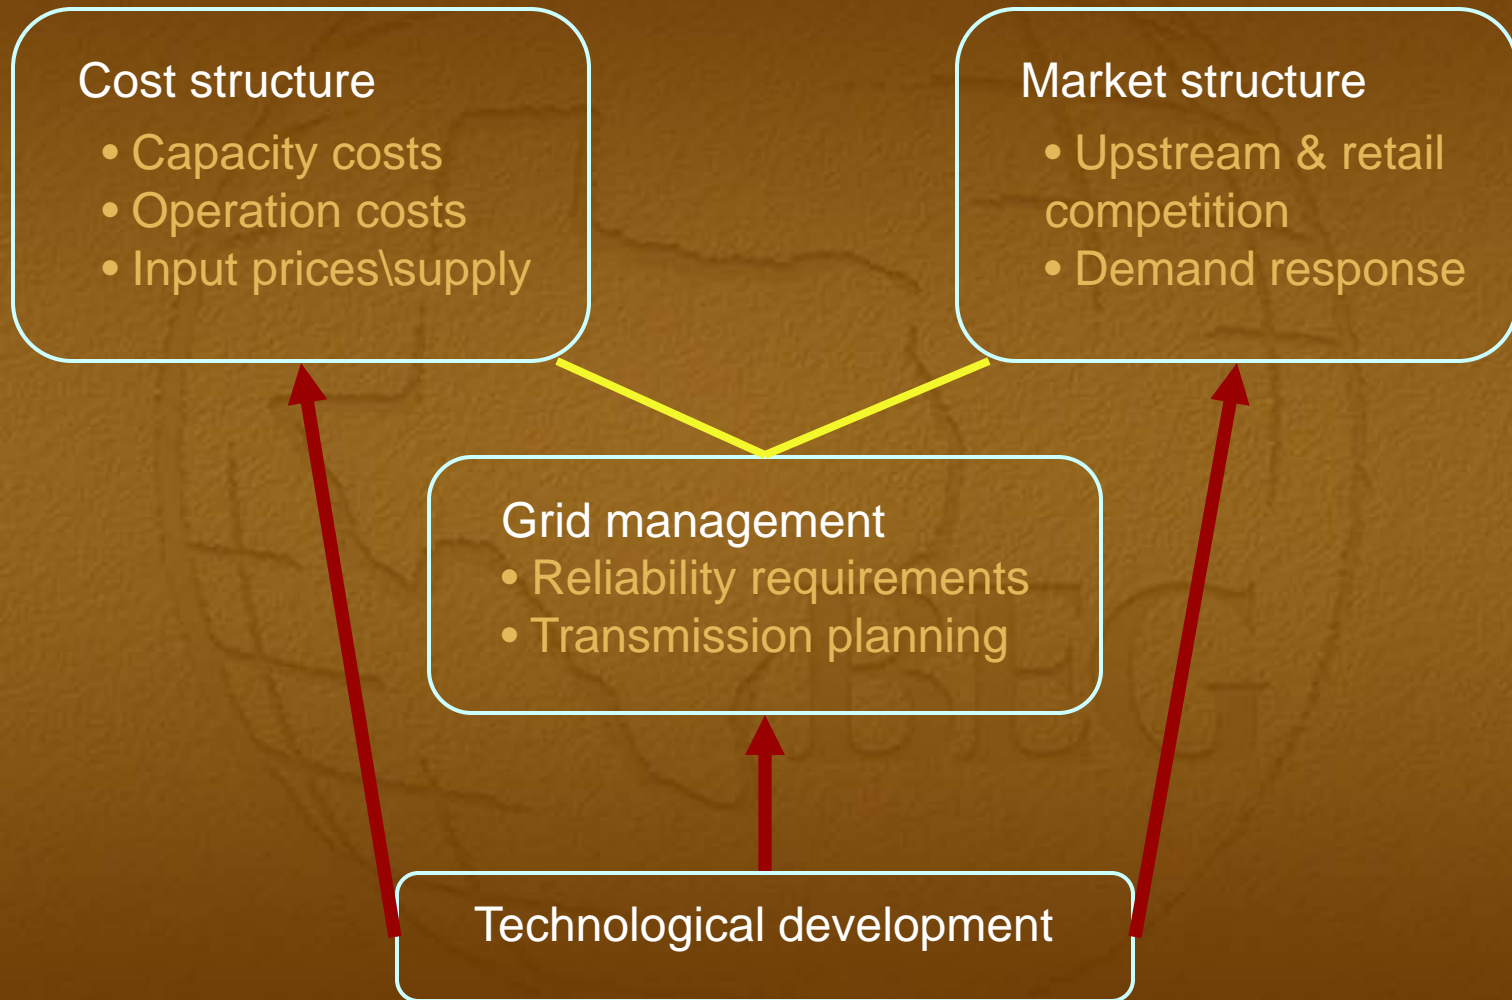 Cost structure
• Capacity costs
• Operation costs
• Input prices\supply
Market structure
• Upstream & retail
competition
• Demand response
Grid management
• Reliability requirements
• Transmission planning
BEG
Technological development